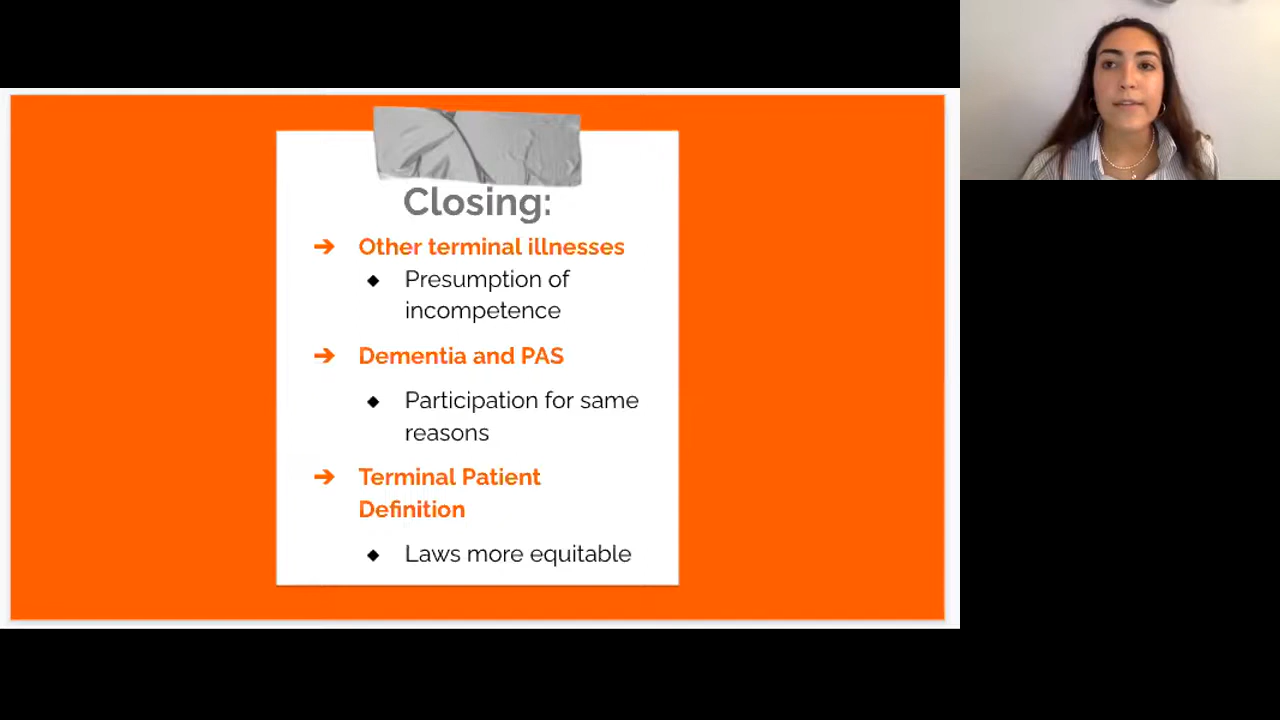 Closing:
➔ Other terminal illnesses
◆ Presumption of
incompetence
➔ Dementia and PAS
◆ Participation for same
reasons
➔ Terminal Patient
Definition
◆ Laws more equitable